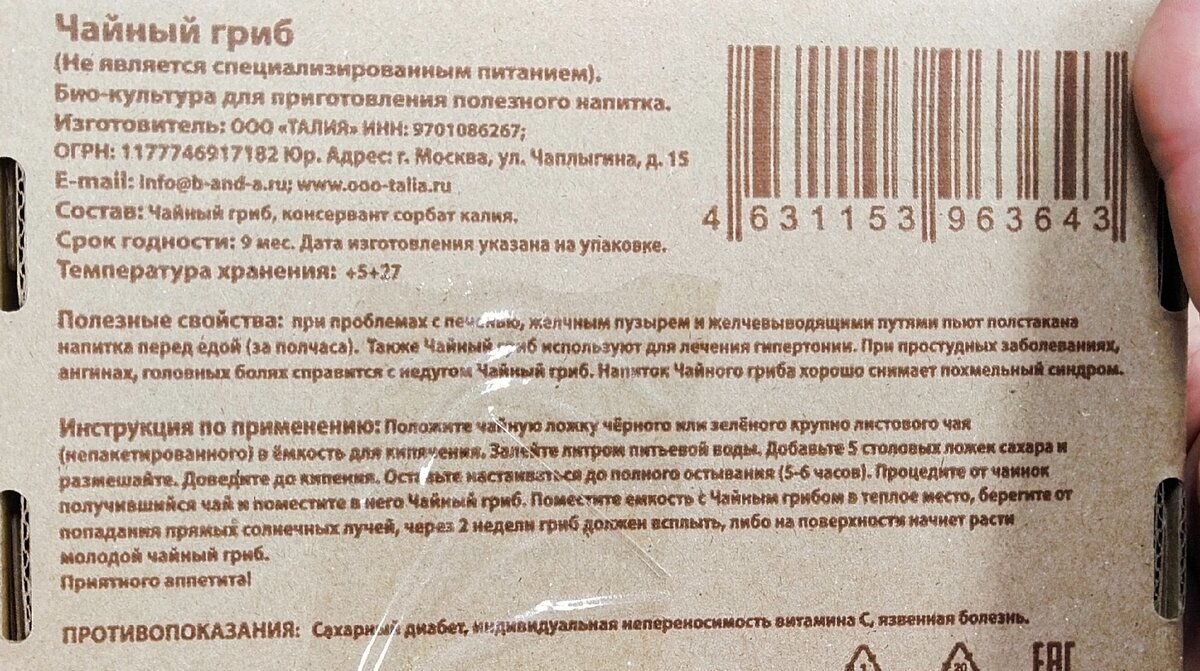 Чайный гриб
(Не является специализированным питанием).
Био-культура для приготовления полезного напитка.
Изготовитель: ООО «ТАЛИЯ» ИНН: 9701086267;
ОГРН: 1177746917182 Юр. Адрес: г. Москва, ул. Чаплыгина, д. 15
E-mail: info@b-and-a.ru; www.ooo-talia.ru
Состав: Чайный гриб, консервант сорбат калия.
Срок годности: 9 мес. Дата изготовления указана на упаковке.
Температура хранения: +5+27
4 631153 963643
Полезные свойства: при проблемах с печенью, желчным пузырем и желчевыводящими путями пьют полстакана
напитка перед едой (за полчаса). Также Чайный гриб используют для лечения гипертонии. При простудных заболеваниях,
ангинах, головных болях справится с недугом Чайный гриб. Напиток Чайного гриба хорошо снимает похмельный синдром.
Инструкция по применению: Положите чайную ложку чёрного или зелёного крупно листового чая
(непакетированного) в ёмкость для кипячения. Залейте литром питьевой воды. Добавьте 5 столовых ложек сахара и
размешайте. Доведите до кипения. Оставьте настаиваться до полного остывания (5-6 часов). Процедите от чаинок
получившийся чай и поместите в него Чайный гриб. Поместите емкость с Чайным грибом в теплое место, берегите от
попадания прямых солнечных лучей, через 2 недели гриб должен всплыть, либо на поверхности начнет расти
молодой чайный гриб.
Приятного аппетита!
ПРОТИВОПОКАЗАНИЯ: Сахарный диабет, индивидуальная непереносимость витамина С, язвенная болезнь.
1 20 EAC